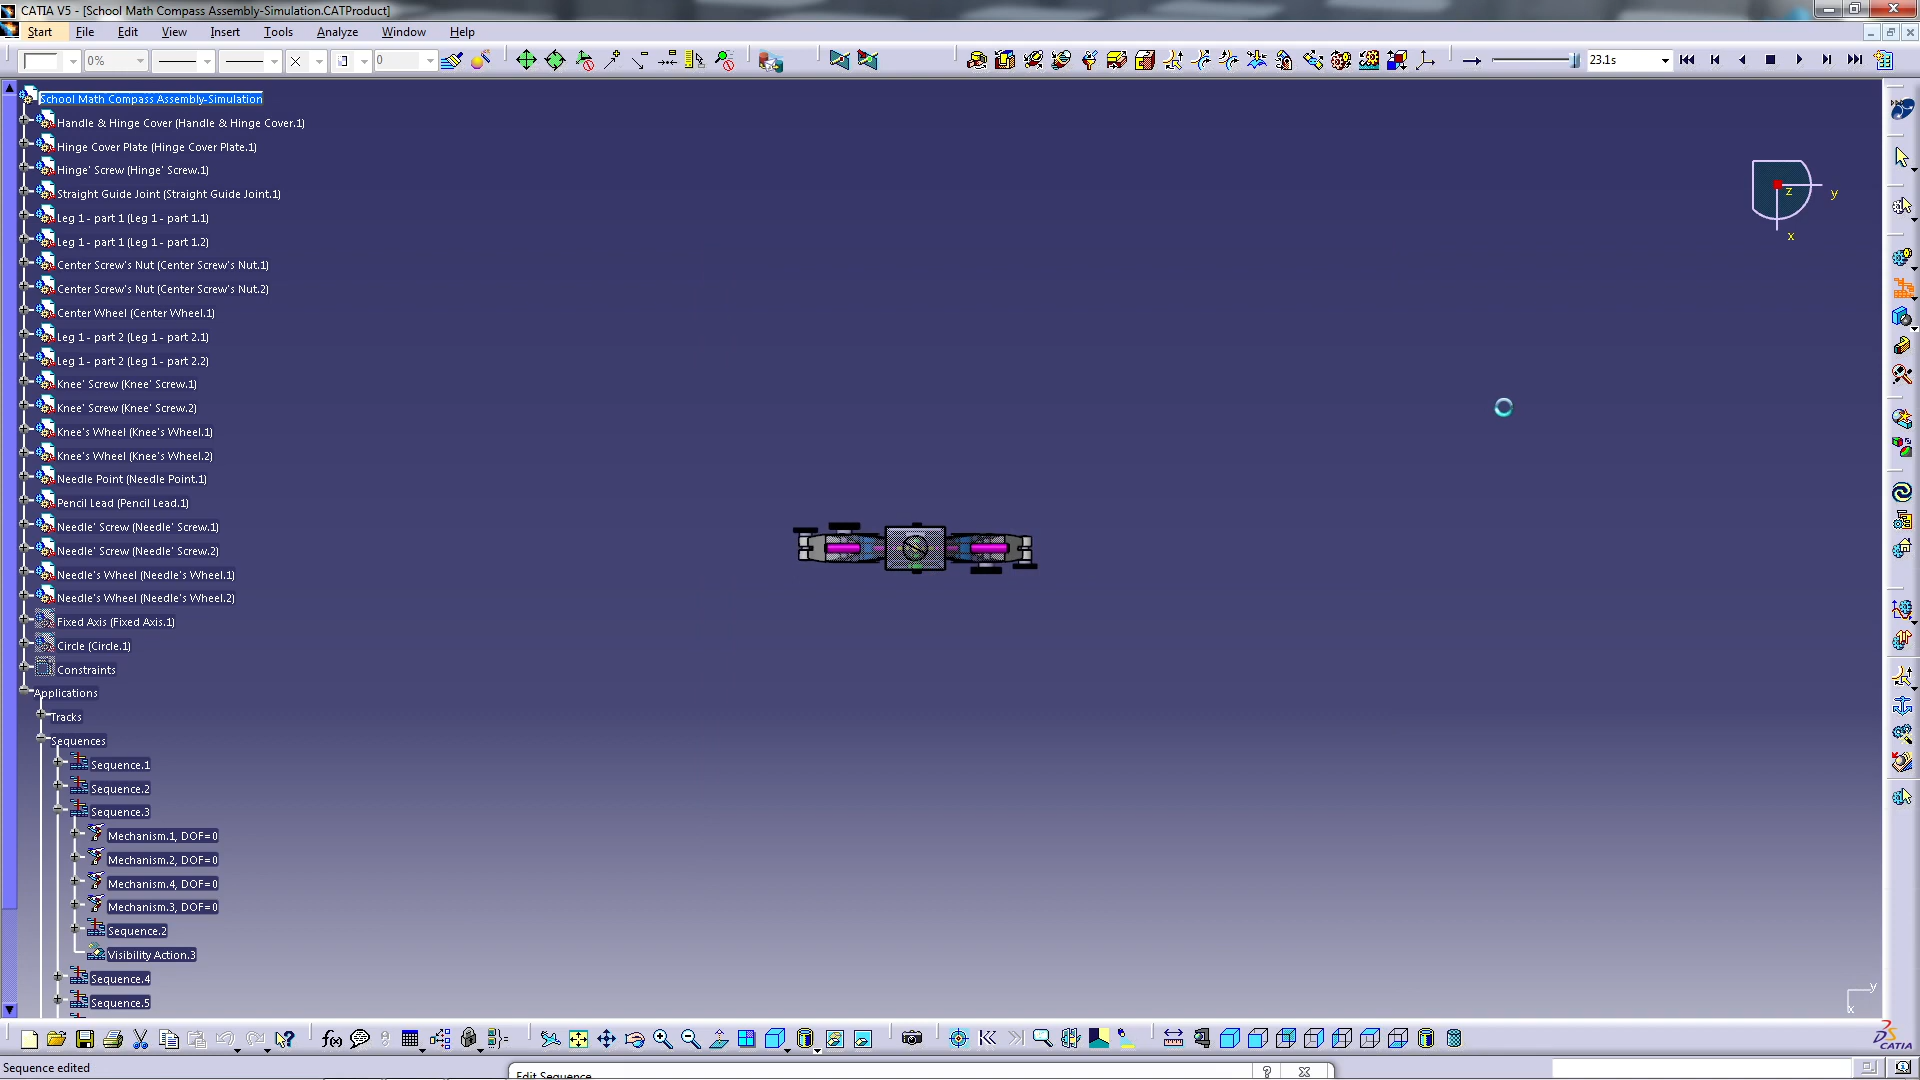 CATIA V5 - [School Math Compass Assembly-Simulation.CATProduct]
Start File Edit View Insert Tools Analyze Window Help
0% 0 23.1s
School Math Compass Assembly-Simulation
Handle & Hinge Cover (Handle & Hinge Cover.1)
Hinge Cover Plate (Hinge Cover Plate.1)
Hinge' Screw (Hinge' Screw.1)
Straight Guide Joint (Straight Guide Joint.1)
Leg 1 - part 1 (Leg 1 - part 1.1)
Leg 1 - part 1 (Leg 1 - part 1.2)
Center Screw's Nut (Center Screw's Nut.1)
Center Screw's Nut (Center Screw's Nut.2)
Center Wheel (Center Wheel.1)
Leg 1 - part 2 (Leg 1 - part 2.1)
Leg 1 - part 2 (Leg 1 - part 2.2)
Knee' Screw (Knee' Screw.1)
Knee' Screw (Knee' Screw.2)
Knee's Wheel (Knee's Wheel.1)
Knee's Wheel (Knee's Wheel.2)
Needle Point (Needle Point.1)
Pencil Lead (Pencil Lead.1)
Needle' Screw (Needle' Screw.1)
Needle' Screw (Needle' Screw.2)
Needle's Wheel (Needle's Wheel.1)
Needle's Wheel (Needle's Wheel.2)
Fixed Axis (Fixed Axis.1)
Circle (Circle.1)
Constraints
Applications
Tracks
Sequences
Sequence.1
Sequence.2
Sequence.3
Mechanism.1, DOF=0
Mechanism.2, DOF=0
Mechanism.4, DOF=0
Mechanism.3, DOF=0
Sequence.2
Visibility Action.3
Sequence.4
Sequence.5
z
y
x
y
x
f(x)
CATIA
Sequence edited
Edit Sequence